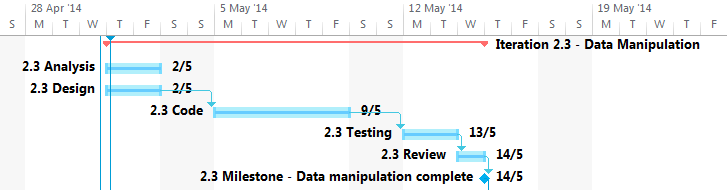 28 Apr '14 5 May '14 12 May '14 19 May '14
S M T W T F S S M T W T F S S M T W T F S S M T W T F S
Iteration 2.3 - Data Manipulation
2.3 Analysis 2/5
2.3 Design 2/5
2.3 Code 9/5
2.3 Testing 13/5
2.3 Review 14/5
2.3 Milestone - Data manipulation complete 14/5